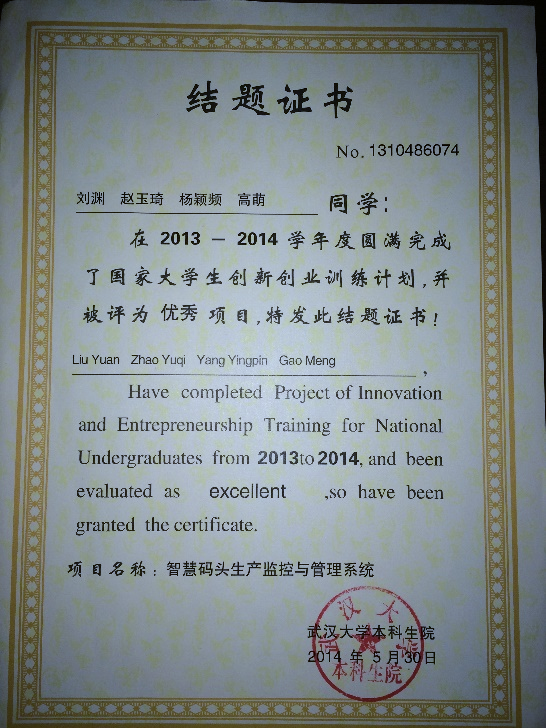 结题证书
No. 1310486074
刘渊 赵玉琦 杨颖频 高萌 同学:
在 2013 — 2014 学年度圆满完成
了国家大学生创新创业训练计划,并
被评为 优秀 项目,特发此结题证书!
Liu Yuan Zhao Yuqi Yang Yingpin Gao Meng ,
Have completed Project of Innovation
and Entrepreneurship Training for National
Undergraduates from 2013to 2014, and been
evaluated as excellent ,so have been
granted the certificate.
项目名称:智慧码头生产监控与管理系统
武汉大学
武汉大学本科生院
2014 年 5 月 30日
本科生院